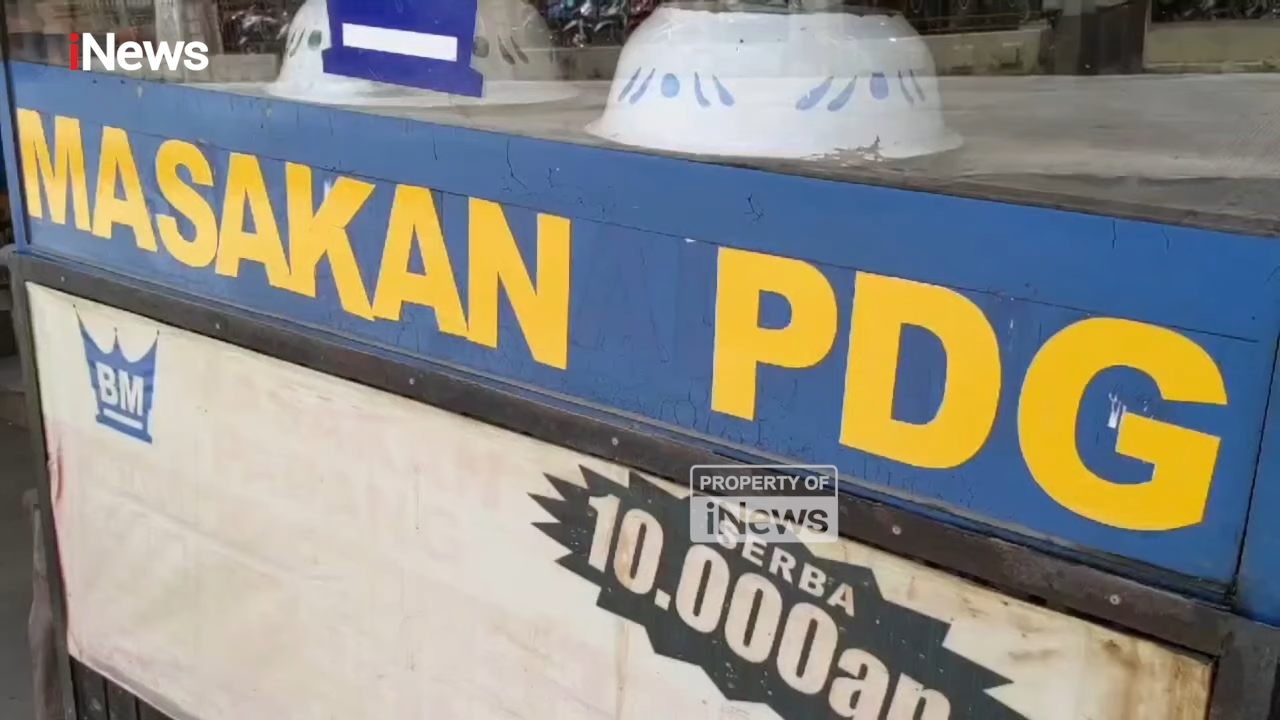 iNews
MASAKAN PDG
BM
PROPERTY OF
iNews
SERBA
10.000an